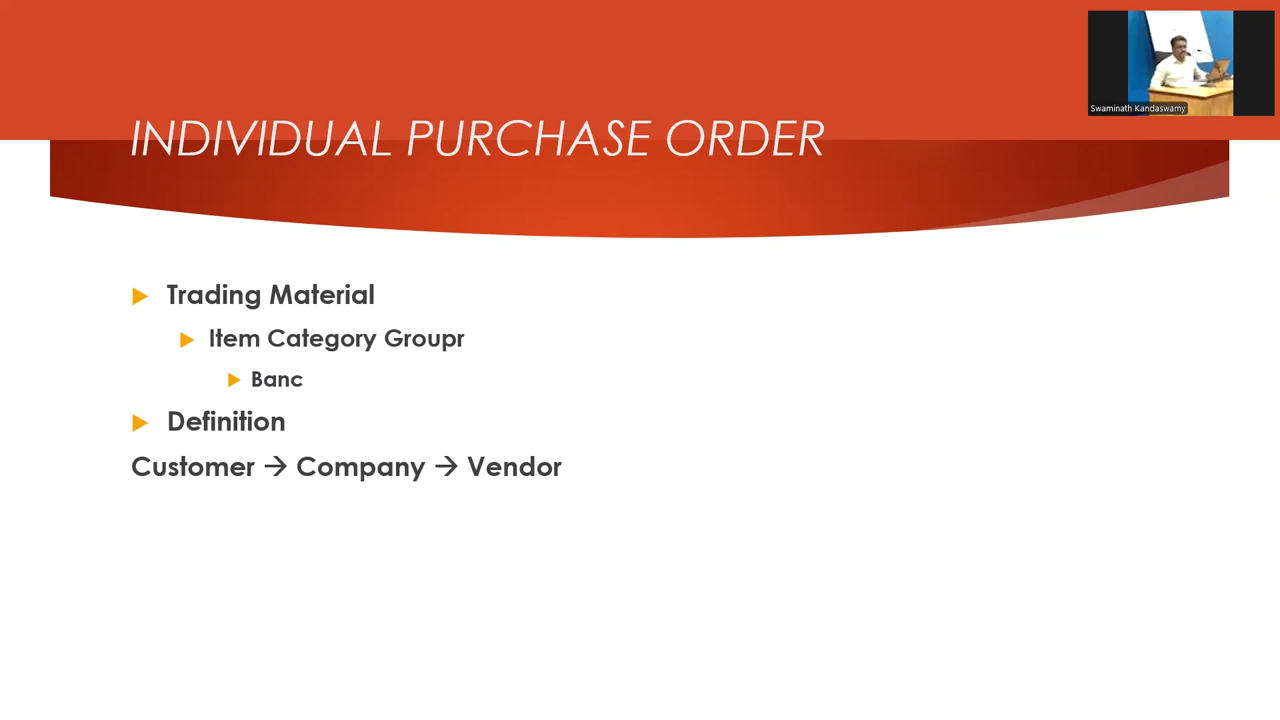 Swaminath Kandaswamy
INDIVIDUAL PURCHASE ORDER
Trading Material
Item Category Groupr
Banc
Definition
Customer → Company → Vendor